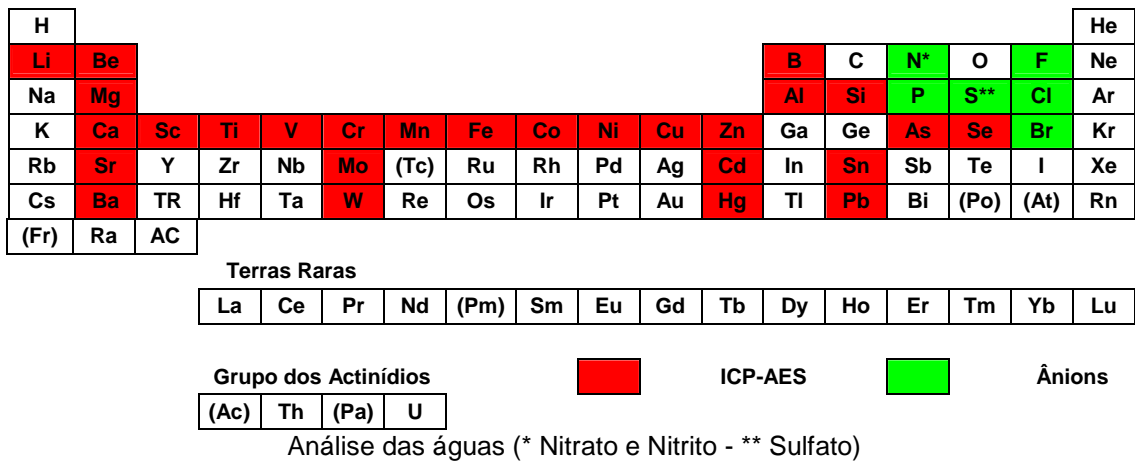 H He
Li Be B C N* O F Ne
Na Mg Al Si P S** Cl Ar
K Ca Sc Ti V Cr Mn Fe Co Ni Cu Zn Ga Ge As Se Br Kr
Rb Sr Y Zr Nb Mo (Tc) Ru Rh Pd Ag Cd In Sn Sb Te I Xe
Cs Ba TR Hf Ta W Re Os Ir Pt Au Hg Tl Pb Bi (Po) (At) Rn
(Fr) Ra AC
Terras Raras
La Ce Pr Nd (Pm) Sm Eu Gd Tb Dy Ho Er Tm Yb Lu
Grupo dos Actinídios ICP-AES Ânions
(Ac) Th (Pa) U
Análise das águas (* Nitrato e Nitrito - ** Sulfato)